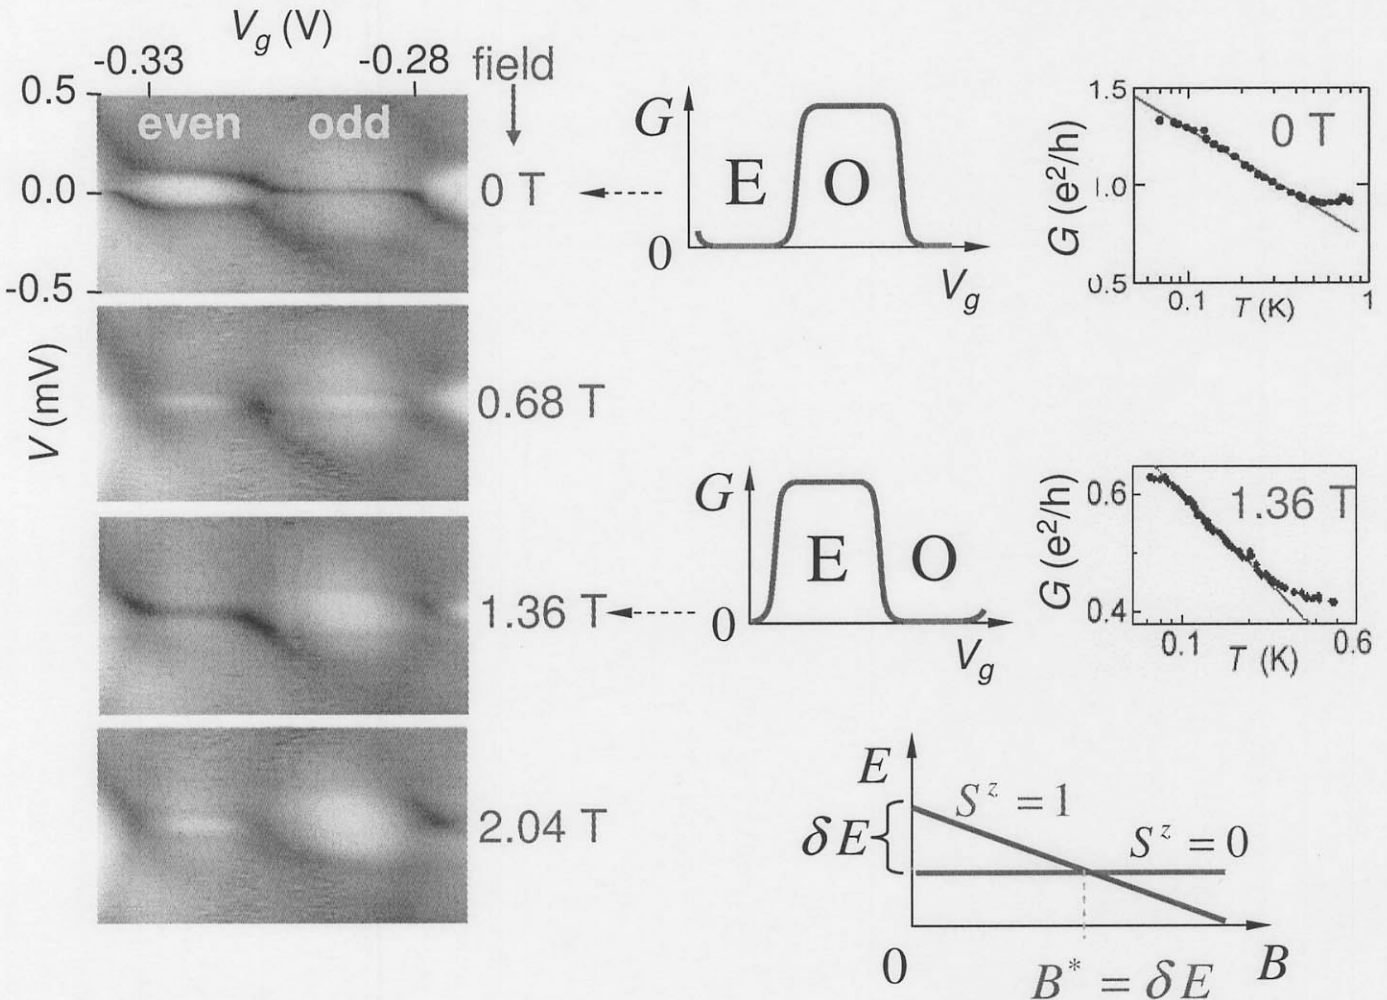 V_g (V)
-0.33
-0.28
field
0.5
0.0
-0.5
V (mV)
even
odd
0 T
0.68 T
1.36 T
2.04 T
G
E
O
0
V_g
G
E
O
0
V_g
1.5
1.0
0.5
G (e²/h)
0 T
0.1
T (K)
1
0.6
0.4
G (e²/h)
1.36 T
0.1
T (K)
0.6
E
S^z = 1
δE
S^z = 0
0
B* = δE
B